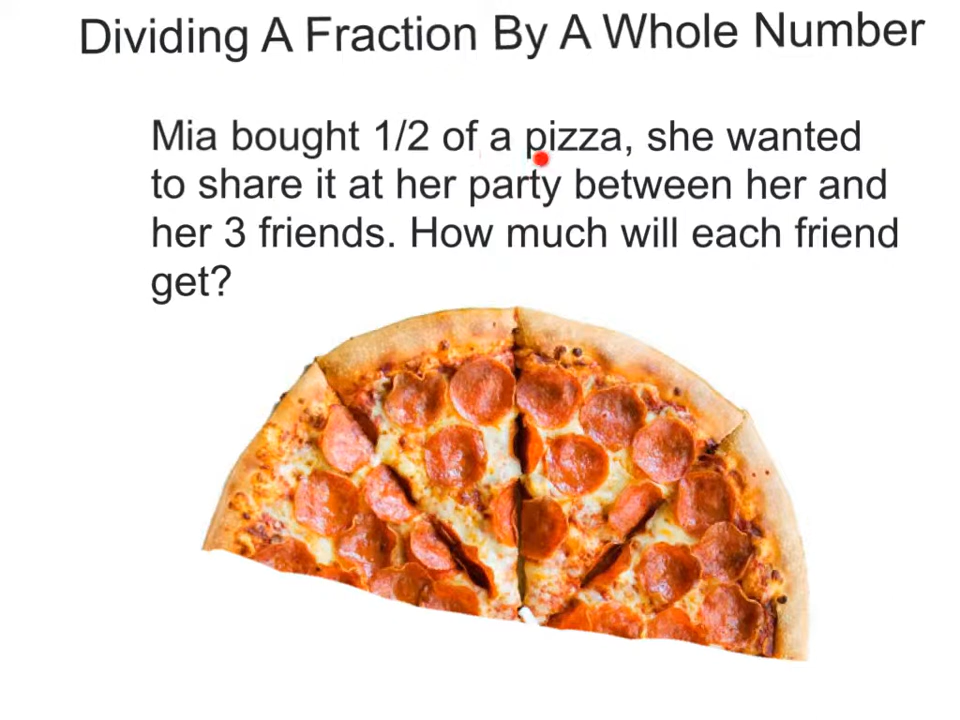 Dividing A Fraction By A Whole Number
Mia bought 1/2 of a pizza, she wanted
to share it at her party between her and
her 3 friends. How much will each friend
get?